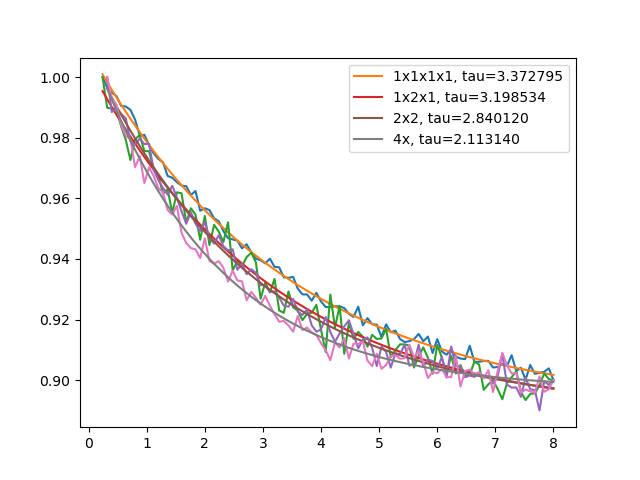 1x1x1x1, tau=3.372795
1x2x1, tau=3.198534
2x2, tau=2.840120
4x, tau=2.113140
1.00
0.98
0.96
0.94
0.92
0.90
0 1 2 3 4 5 6 7 8